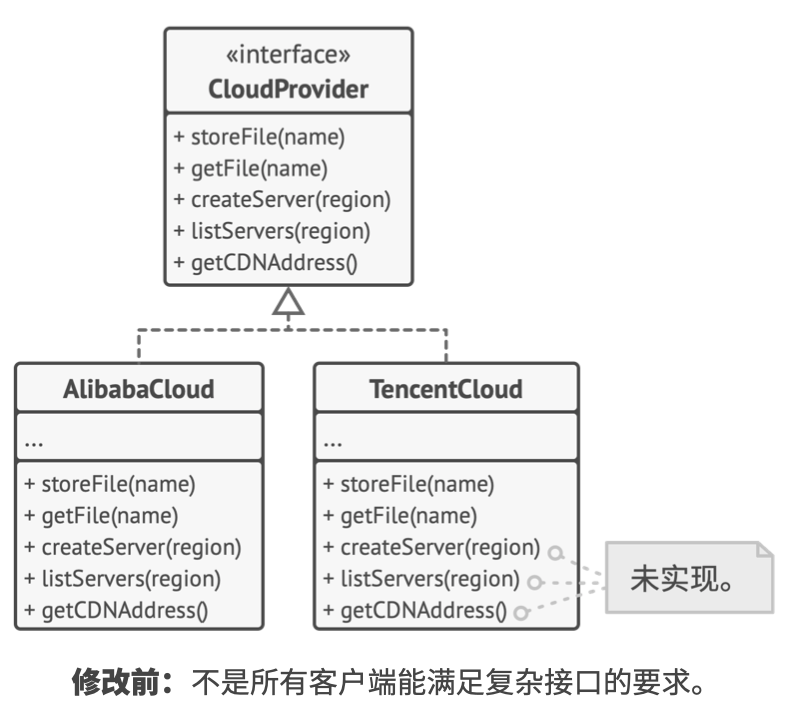 «interface»
CloudProvider
+ storeFile(name)
+ getFile(name)
+ createServer(region)
+ listServers(region)
+ getCDNAddress()
AlibabaCloud
...
+ storeFile(name)
+ getFile(name)
+ createServer(region)
+ listServers(region)
+ getCDNAddress()
TencentCloud
...
+ storeFile(name)
+ getFile(name)
+ createServer(region)
+ listServers(region)
+ getCDNAddress()
未实现。
修改前：不是所有客户端能满足复杂接口的要求。